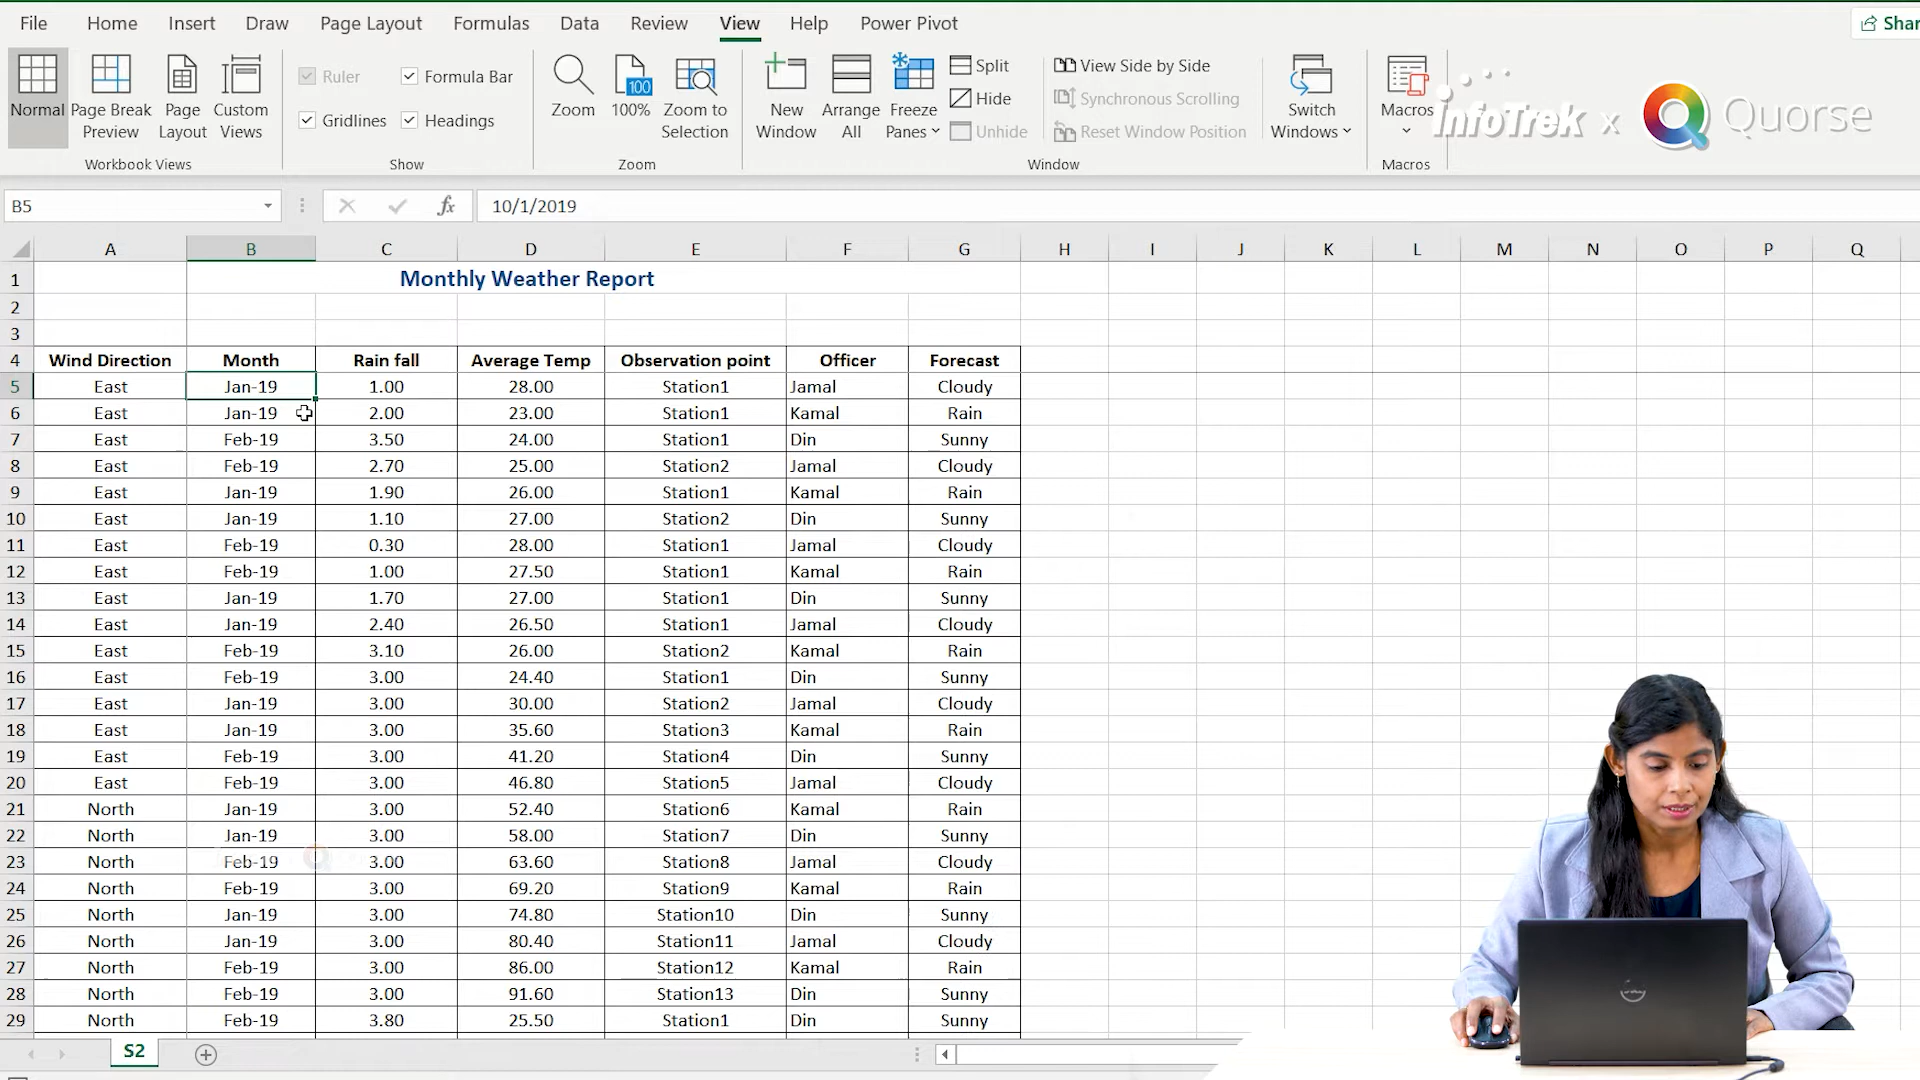 File Home Insert Draw Page Layout Formulas Data Review View Help Power Pivot Shar
Normal Page Break Preview Page Layout Custom Views
Workbook Views
Ruler Formula Bar
Gridlines Headings
Show
Zoom 100% Zoom to Selection
100
Zoom
New Window Arrange All Freeze Panes
Split
Hide
Unhide
View Side by Side
Synchronous Scrolling
Reset Window Position
Switch Windows
Window
Macros
Macros
infoTrek x Quorse
B5 fx 10/1/2019
A B C D E F G H I J K L M N O P Q
1 Monthly Weather Report
2
3
4 Wind Direction Month Rain fall Average Temp Observation point Officer Forecast
5 East Jan-19 1.00 28.00 Station1 Jamal Cloudy
6 East Jan-19 2.00 23.00 Station1 Kamal Rain
7 East Feb-19 3.50 24.00 Station1 Din Sunny
8 East Feb-19 2.70 25.00 Station2 Jamal Cloudy
9 East Jan-19 1.90 26.00 Station1 Kamal Rain
10 East Jan-19 1.10 27.00 Station2 Din Sunny
11 East Feb-19 0.30 28.00 Station1 Jamal Cloudy
12 East Feb-19 1.00 27.50 Station1 Kamal Rain
13 East Jan-19 1.70 27.00 Station1 Din Sunny
14 East Jan-19 2.40 26.50 Station1 Jamal Cloudy
15 East Feb-19 3.10 26.00 Station2 Kamal Rain
16 East Feb-19 3.00 24.40 Station1 Din Sunny
17 East Jan-19 3.00 30.00 Station2 Jamal Cloudy
18 East Jan-19 3.00 35.60 Station3 Kamal Rain
19 East Feb-19 3.00 41.20 Station4 Din Sunny
20 East Feb-19 3.00 46.80 Station5 Jamal Cloudy
21 North Jan-19 3.00 52.40 Station6 Kamal Rain
22 North Jan-19 3.00 58.00 Station7 Din Sunny
23 North Feb-19 3.00 63.60 Station8 Jamal Cloudy
24 North Feb-19 3.00 69.20 Station9 Kamal Rain
25 North Jan-19 3.00 74.80 Station10 Din Sunny
26 North Jan-19 3.00 80.40 Station11 Jamal Cloudy
27 North Feb-19 3.00 86.00 Station12 Kamal Rain
28 North Feb-19 3.00 91.60 Station13 Din Sunny
29 North Feb-19 3.80 25.50 Station1 Din Sunny
S2